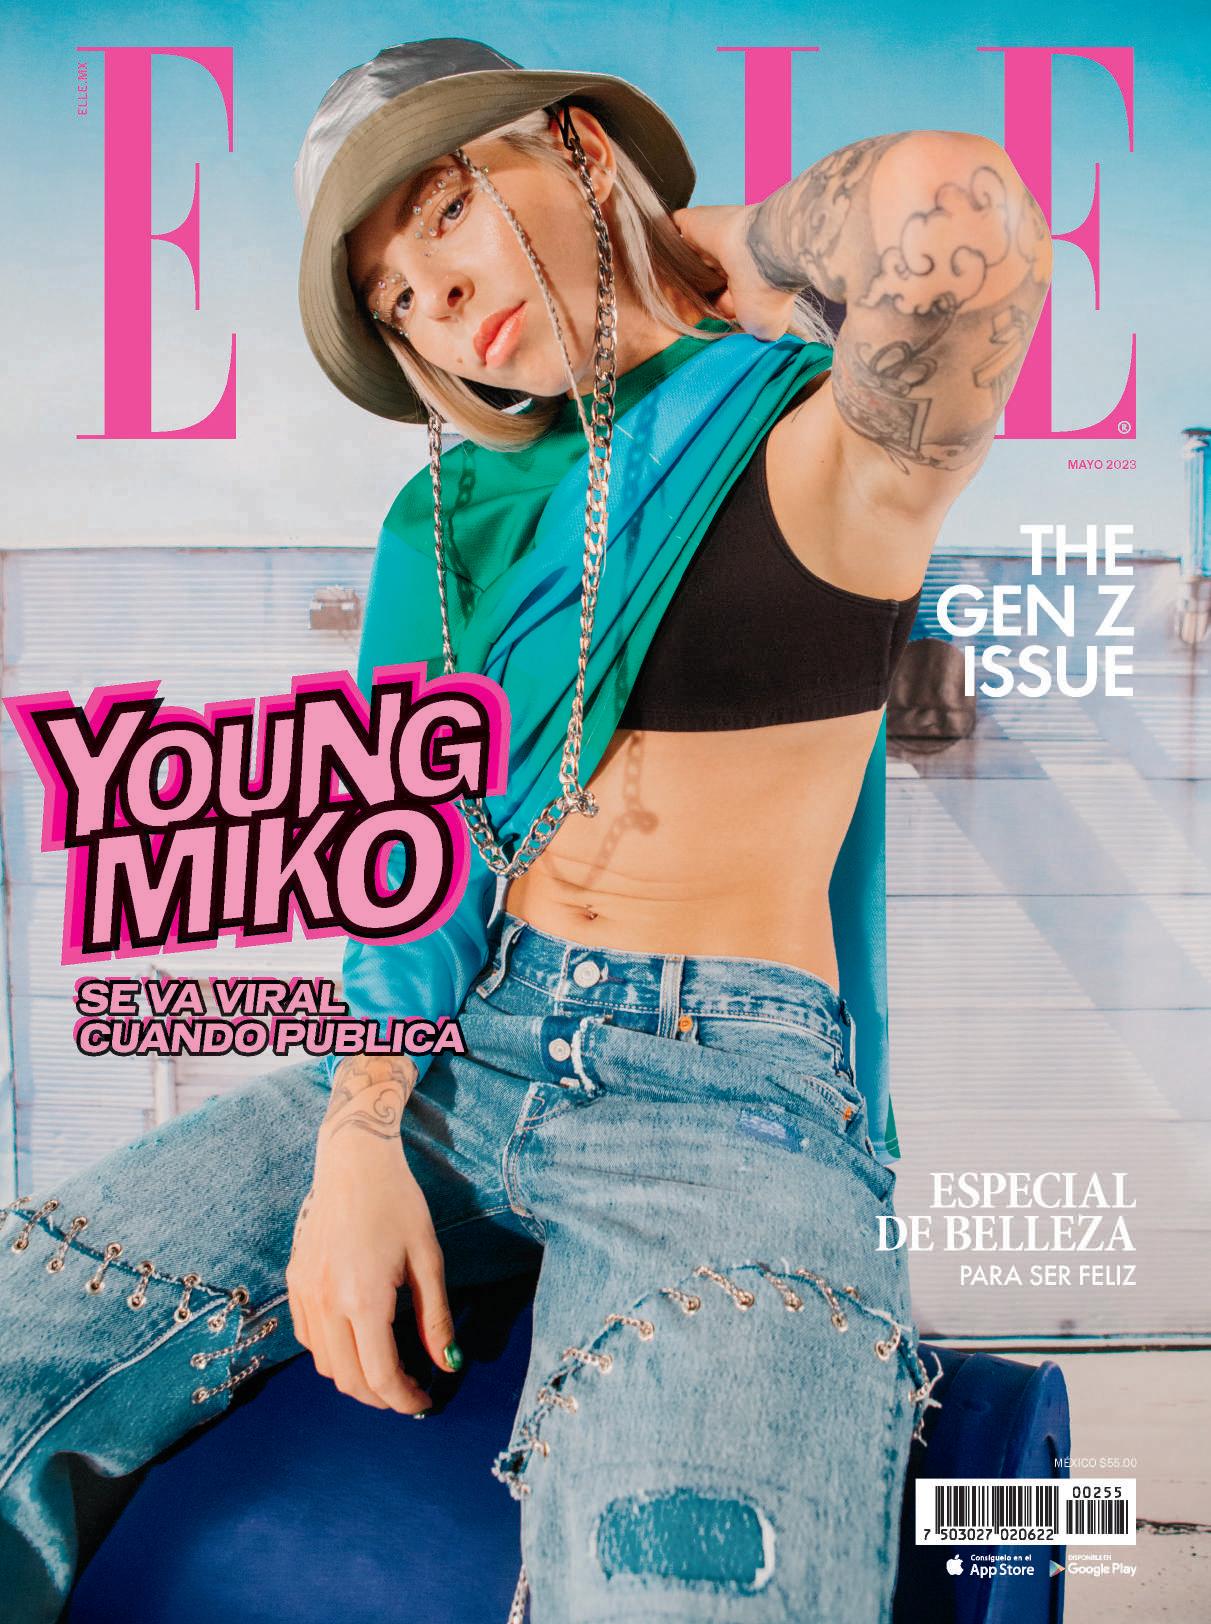 ELLE
ELLE.MX
®
MAYO 2023
THE
GEN Z
ISSUE
YOUNG
MIKO
SE VA VIRAL
CUANDO PUBLICA
ESPECIAL
DE BELLEZA
PARA SER FELIZ
MÉXICO $55.00
00255
7 503027 020622
Consíguelo en el
App Store
DISPONIBLE EN
Google Play